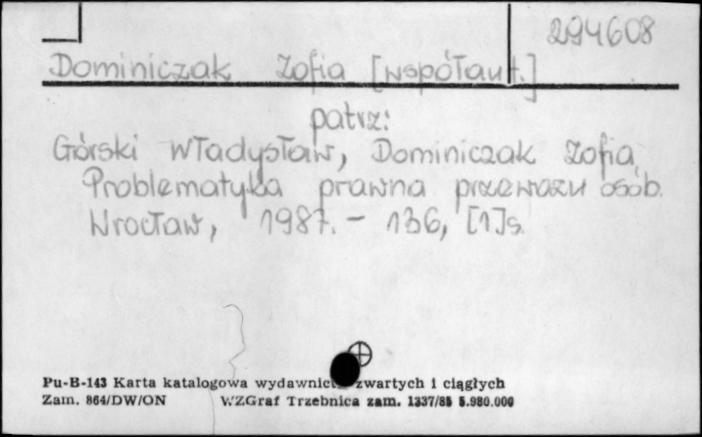 294608
Dominiczak Zofia [współaut.]
patrz:
Górski Władysław, Dominiczak Zofia
Problematyka prawna przewozu osób.
Wrocław, 1987. - 136, [1]s.
Pu-B-143 Karta katalogowa wydawnictw zwartych i ciągłych
Zam. 864/DW/ON WZGraf Trzebnica zam. 1337/85 5.980.000